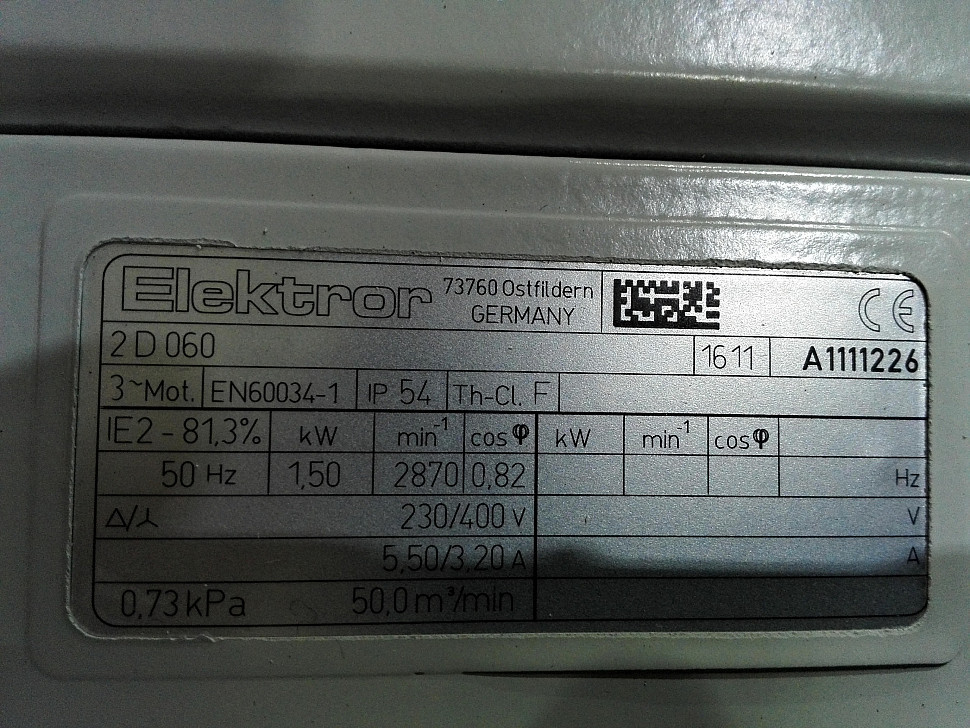 Elektror 73760 Ostfildern CE
GERMANY
2 D 060 1611 A1111226
3~Mot. EN60034-1 IP 54 Th-Cl. F
IE2 - 81,3% kW min⁻¹ cosφ kW min⁻¹ cosφ
50 Hz 1,50 2870 0,82 Hz
Δ/⅄ 230/400 V V
5,50/3,20 A A
0,73 kPa 50,0 m³/min